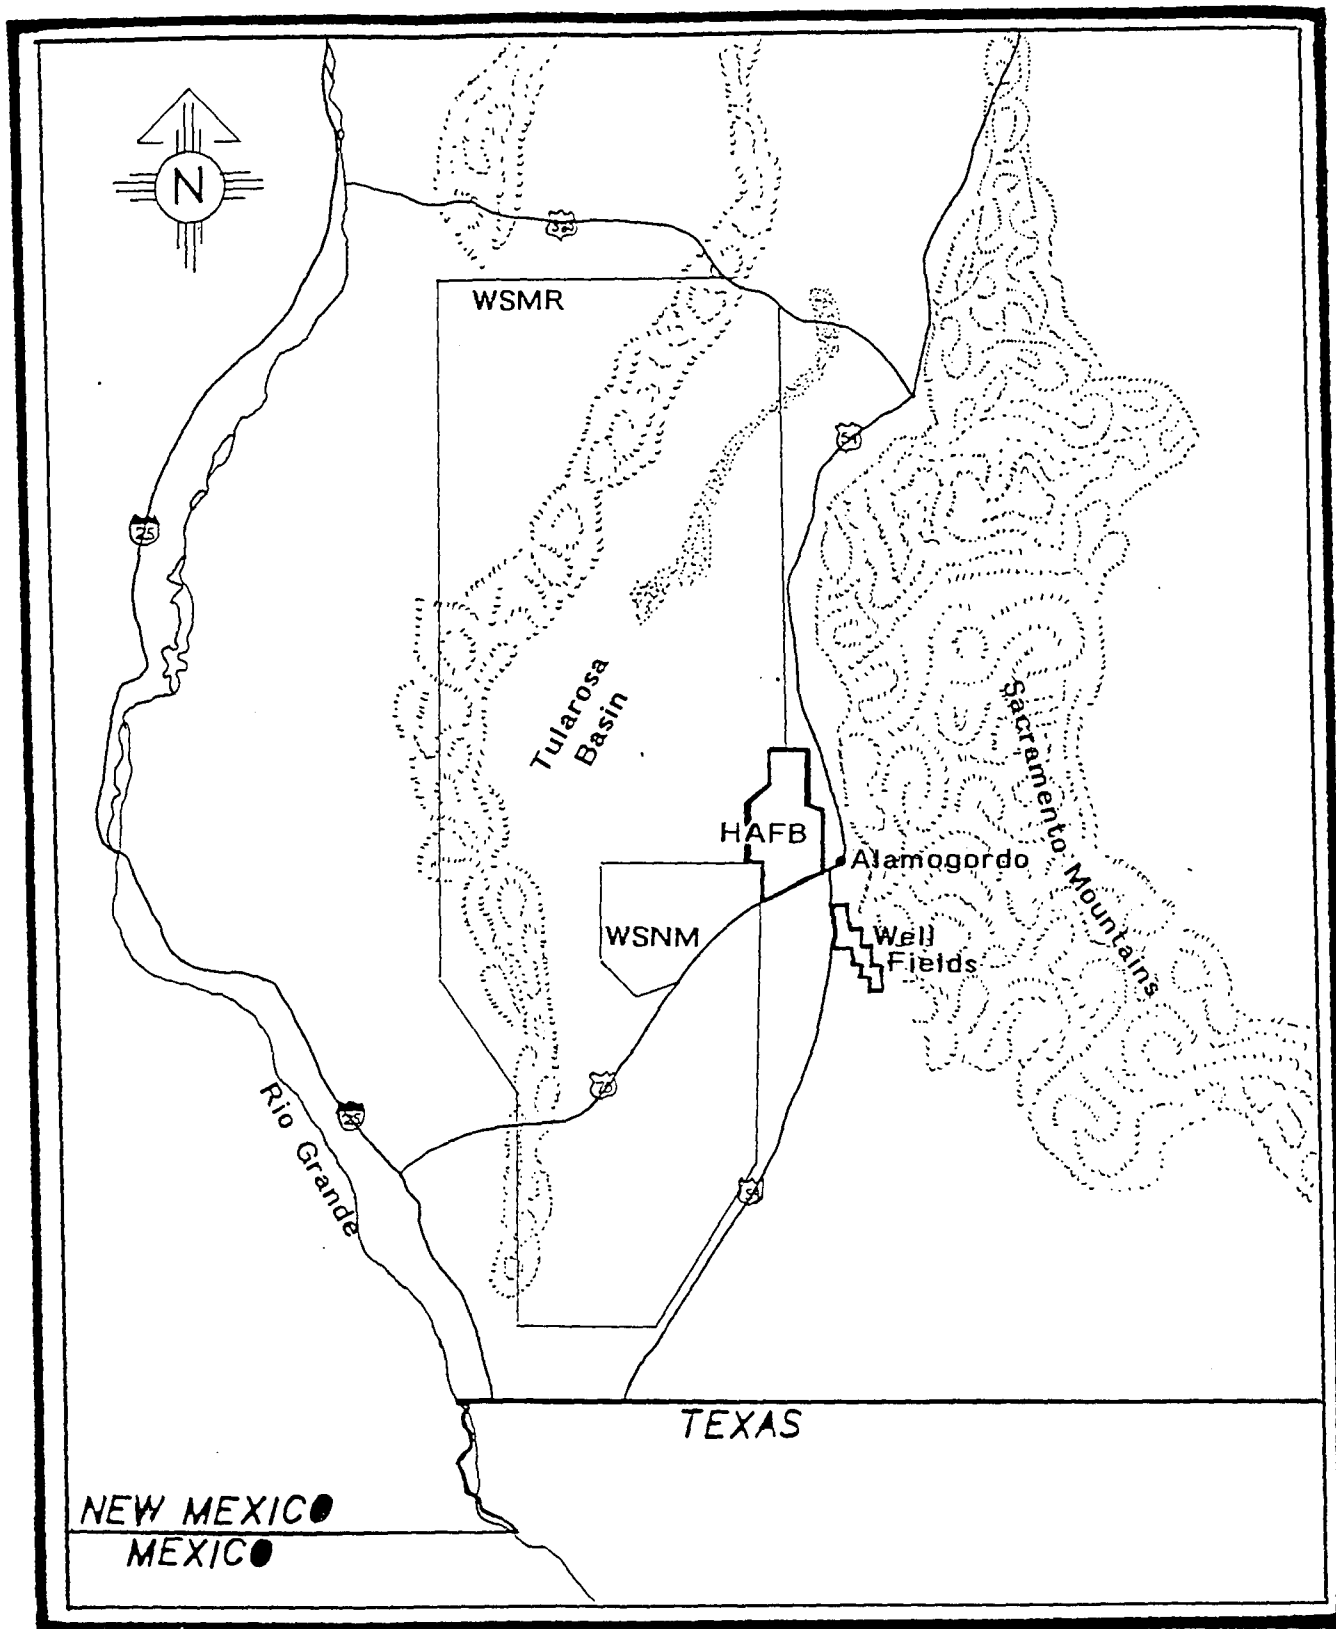 N
380
WSMR
54
25
Tularosa
Basin
Sacramento Mountains
HAFB
Alamogordo
WSNM
Well
Fields
70
25
Rio Grande
54
TEXAS
NEW MEXICO
MEXICO